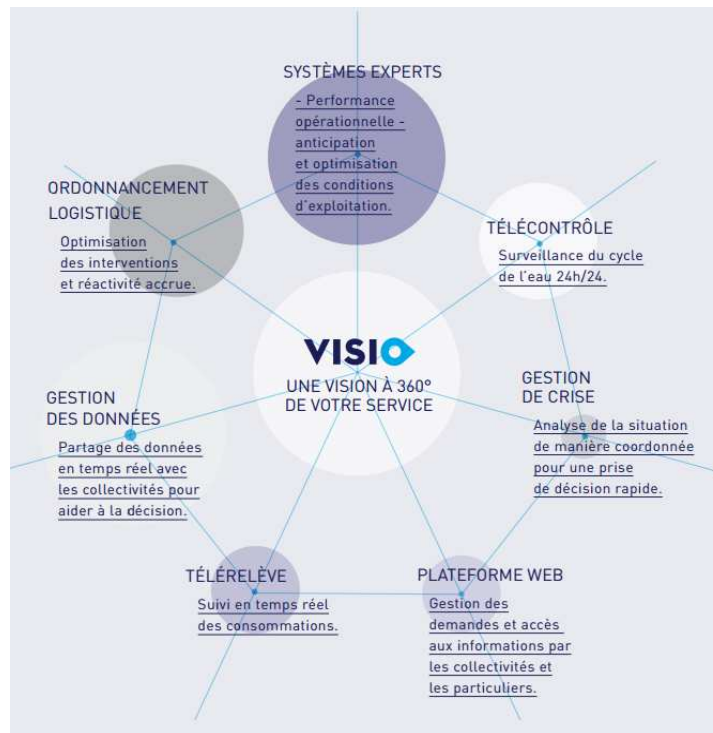 SYSTÈMES EXPERTS
- Performance
opérationnelle -
anticipation
et optimisation
des conditions
d'exploitation.
ORDONNANCEMENT
LOGISTIQUE
Optimisation
des interventions
et réactivité accrue.
TÉLÉCONTRÔLE
Surveillance du cycle
de l'eau 24h/24.
VISIO
UNE VISION À 360°
DE VOTRE SERVICE
GESTION
DES DONNÉES
Partage des données
en temps réel avec
les collectivités pour
aider à la décision.
GESTION
DE CRISE
Analyse de la situation
de manière coordonnée
pour une prise
de décision rapide.
TÉLÉRELÈVE
Suivi en temps réel
des consommations.
PLATEFORME WEB
Gestion des
demandes et accès
aux informations par
les collectivités et
les particuliers.